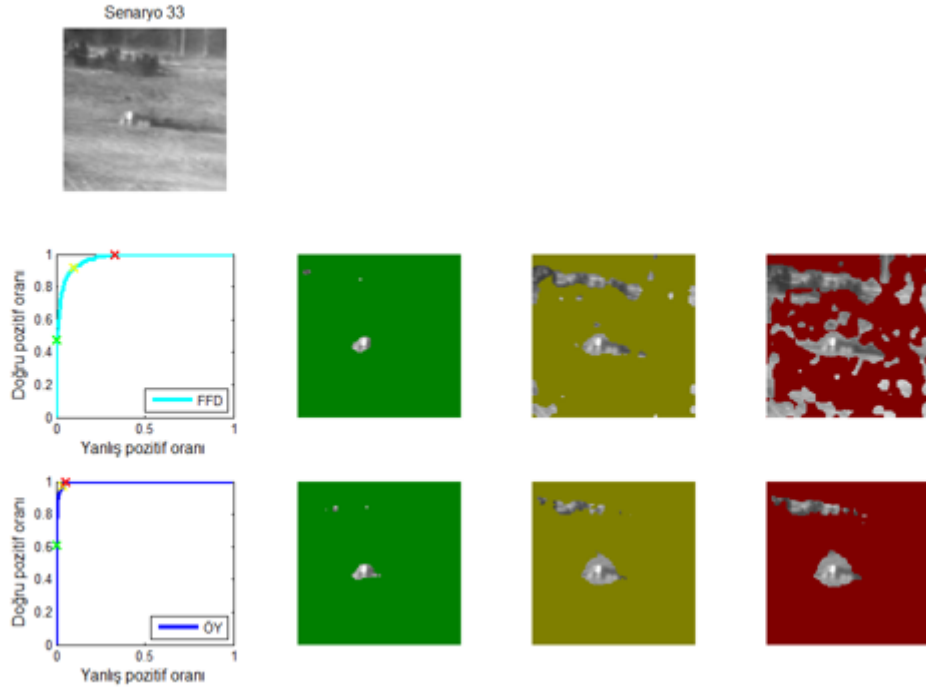 Senaryo 33
1
0.8
0.6
0.4
0.2
0
Doğru pozitif oranı
FFD
0
0.5
1
Yanlış pozitif oranı
1
0.8
0.6
0.4
0.2
0
Doğru pozitif oranı
ÖY
0
0.5
1
Yanlış pozitif oranı